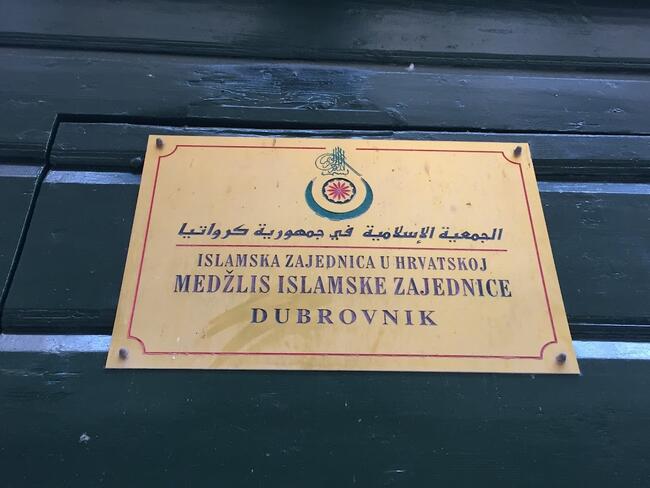 الجمعية الإسلامية في جمهورية كرواتيا
ISLAMSKA ZAJEDNICA U HRVATSKOJ
MEDŽLIS ISLAMSKE ZAJEDNICE
DUBROVNIK